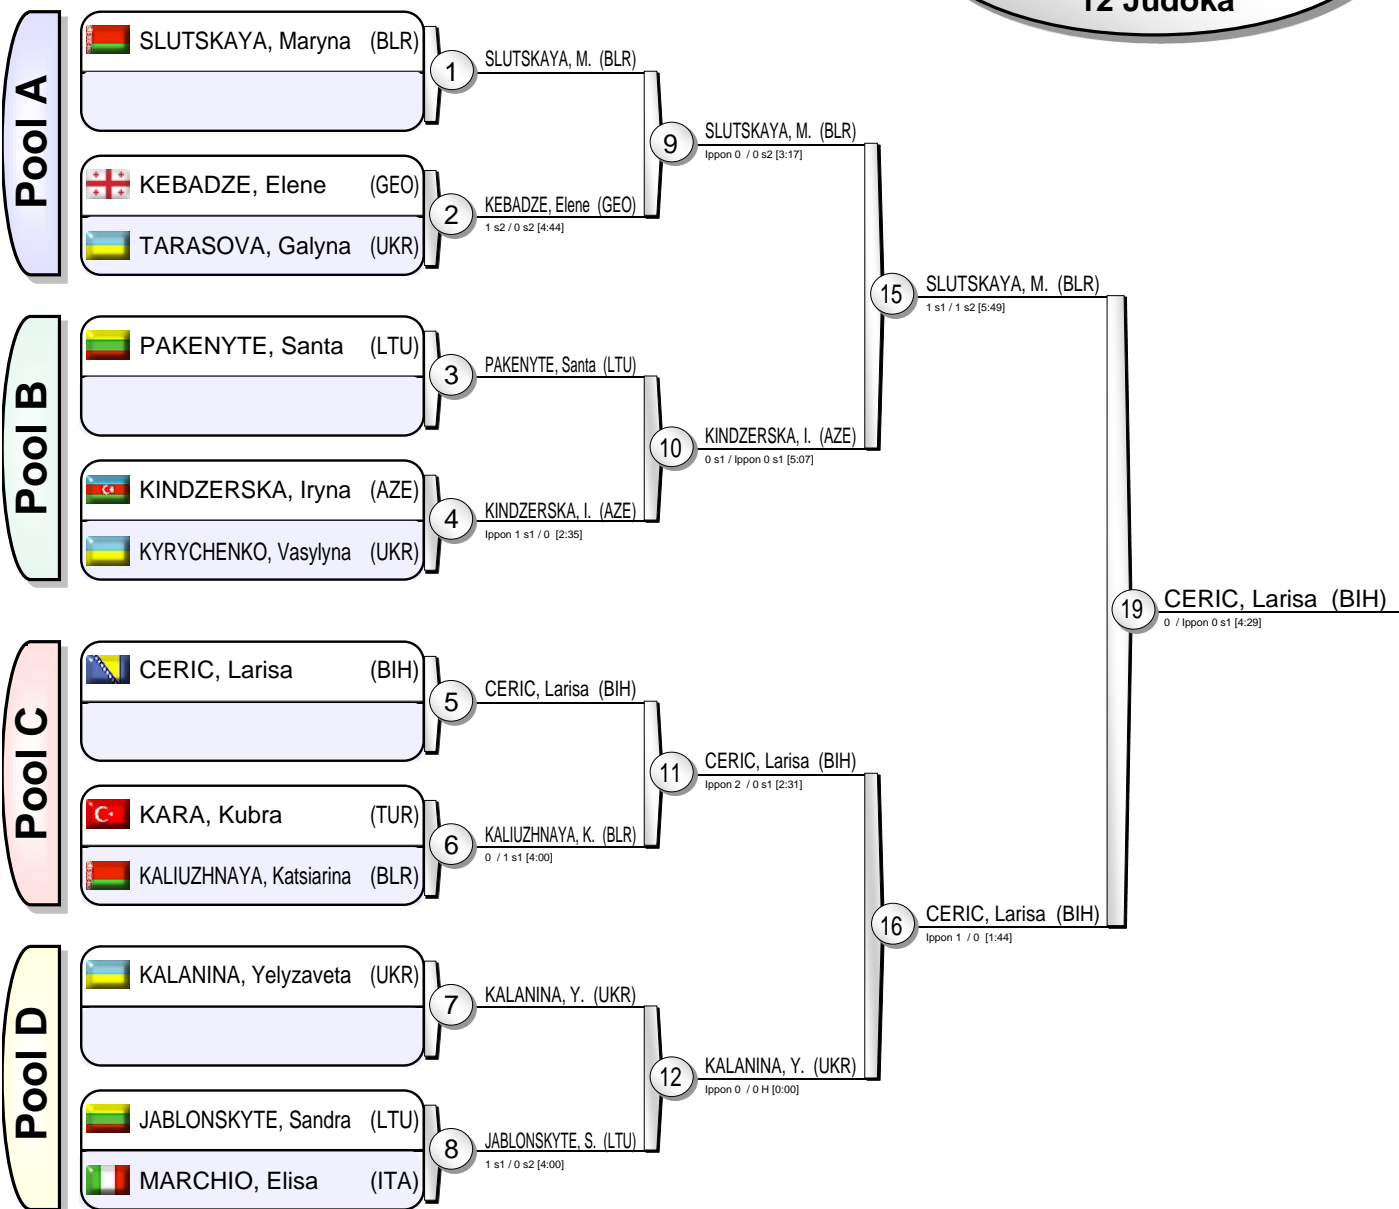 12 Judoka
Pool A
SLUTSKAYA, Maryna (BLR)
KEBADZE, Elene (GEO)
TARASOVA, Galyna (UKR)
Pool B
PAKENYTE, Santa (LTU)
KINDZERSKA, Iryna (AZE)
KYRYCHENKO, Vasylyna (UKR)
Pool C
CERIC, Larisa (BIH)
KARA, Kubra (TUR)
KALIUZHNAYA, Katsiarina (BLR)
Pool D
KALANINA, Yelyzaveta (UKR)
JABLONSKYTE, Sandra (LTU)
MARCHIO, Elisa (ITA)
1
SLUTSKAYA, M. (BLR)
2
KEBADZE, Elene (GEO)
1 s2 / 0 s2 [4:44]
3
PAKENYTE, Santa (LTU)
4
KINDZERSKA, I. (AZE)
Ippon 1 s1 / 0 [2:35]
5
CERIC, Larisa (BIH)
6
KALIUZHNAYA, K. (BLR)
0 / 1 s1 [4:00]
7
KALANINA, Y. (UKR)
8
JABLONSKYTE, S. (LTU)
1 s1 / 0 s2 [4:00]
9
SLUTSKAYA, M. (BLR)
Ippon 0 / 0 s2 [3:17]
10
KINDZERSKA, I. (AZE)
0 s1 / Ippon 0 s1 [5:07]
11
CERIC, Larisa (BIH)
Ippon 2 / 0 s1 [2:31]
12
KALANINA, Y. (UKR)
Ippon 0 / 0 H [0:00]
15
SLUTSKAYA, M. (BLR)
1 s1 / 1 s2 [5:49]
16
CERIC, Larisa (BIH)
Ippon 1 / 0 [1:44]
19
CERIC, Larisa (BIH)
0 / Ippon 0 s1 [4:29]